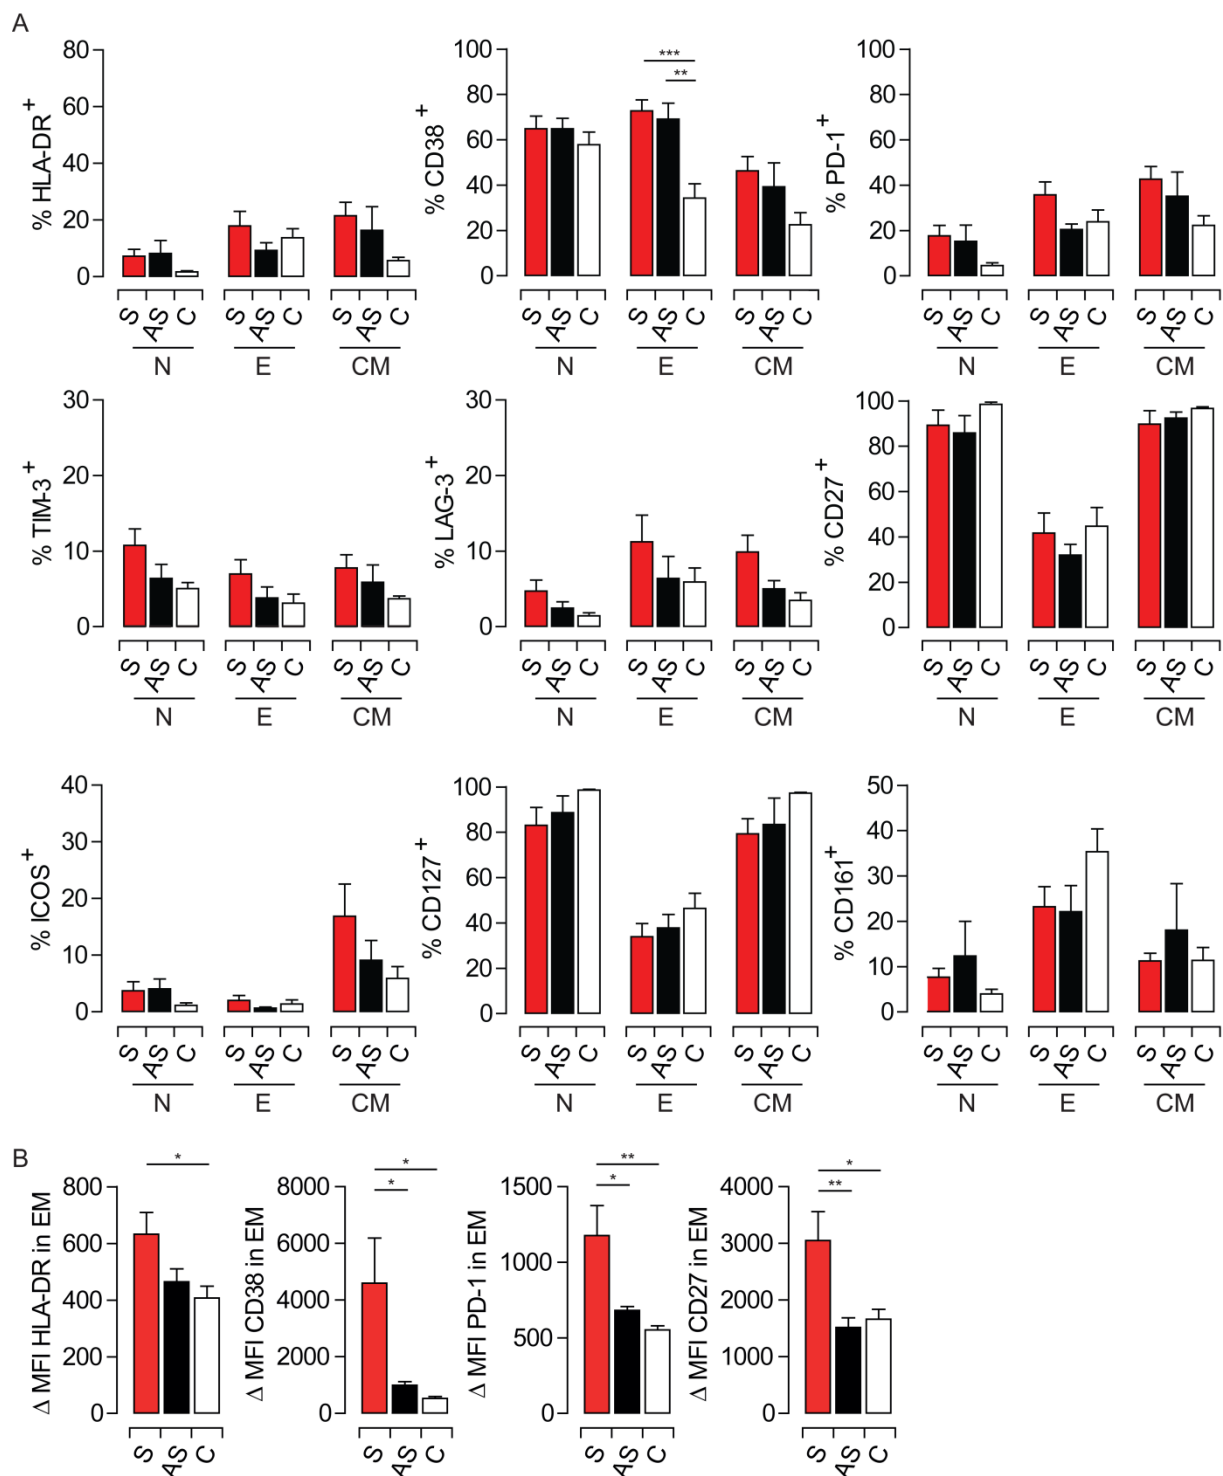 A
% HLA-DR+
80
60
40
20
0
S AS C S AS C S AS C
N E CM
% CD38+
100
80
60
40
20
0
***
**
S AS C S AS C S AS C
N E CM
% PD-1+
100
80
60
40
20
0
S AS C S AS C S AS C
N E CM
% TIM-3+
30
20
10
0
S AS C S AS C S AS C
N E CM
% LAG-3+
30
20
10
0
S AS C S AS C S AS C
N E CM
% CD27+
100
80
60
40
20
0
S AS C S AS C S AS C
N E CM
% ICOS+
40
30
20
10
0
S AS C S AS C S AS C
N E CM
% CD127+
100
80
60
40
20
0
S AS C S AS C S AS C
N E CM
% CD161+
50
40
30
20
10
0
S AS C S AS C S AS C
N E CM
B
Δ MFI HLA-DR in EM
800
600
400
200
0
*
S AS C
Δ MFI CD38 in EM
8000
6000
4000
2000
0
*
*
S AS C
Δ MFI PD-1 in EM
1500
1000
500
0
**
*
S AS C
Δ MFI CD27 in EM
4000
3000
2000
1000
0
*
**
S AS C